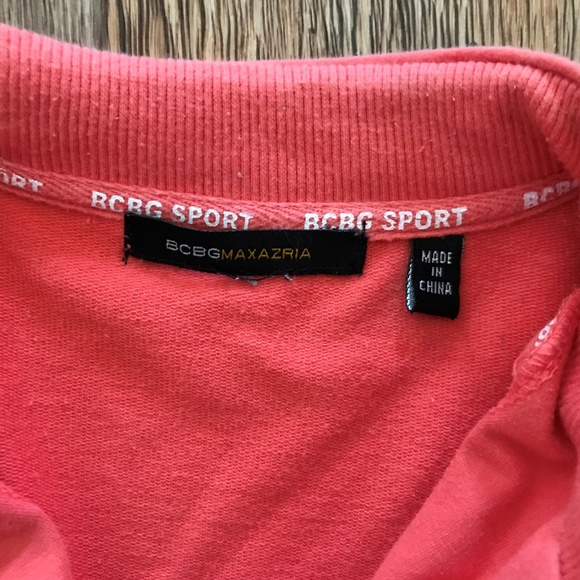 BCBG SPORT
BCBG SPORT
BCBGMAXAZRIA
MADE
IN
CHINA